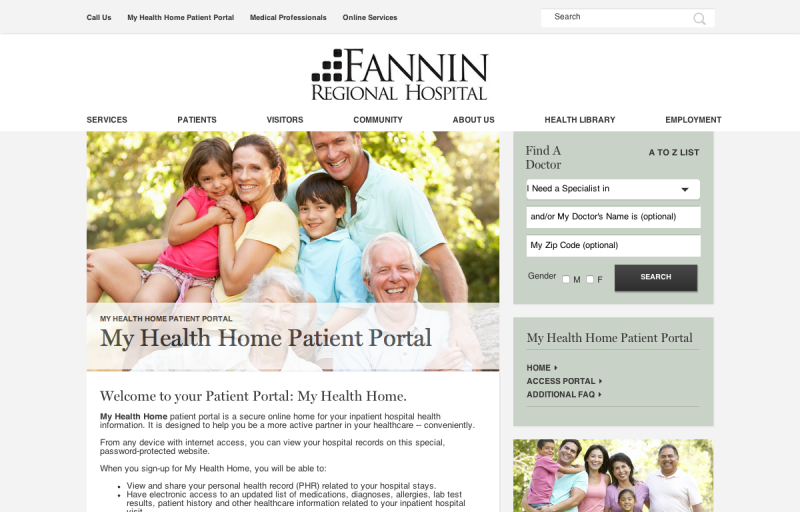 Call Us
My Health Home Patient Portal
Medical Professionals
Online Services
Search
FANNIN
REGIONAL HOSPITAL
SERVICES
PATIENTS
VISITORS
COMMUNITY
ABOUT US
HEALTH LIBRARY
EMPLOYMENT
MY HEALTH HOME PATIENT PORTAL
My Health Home Patient Portal
Welcome to your Patient Portal: My Health Home.
My Health Home patient portal is a secure online home for your inpatient hospital health
information. It is designed to help you be a more active partner in your healthcare -- conveniently.
From any device with internet access, you can view your hospital records on this special,
password-protected website.
When you sign-up for My Health Home, you will be able to:
• View and share your personal health record (PHR) related to your hospital stays.
• Have electronic access to an updated list of medications, diagnoses, allergies, lab test
results, patient history and other healthcare information related to your inpatient hospital
visit.
Find A
Doctor
A TO Z LIST
I Need a Specialist in
and/or My Doctor's Name is (optional)
My Zip Code (optional)
Gender
M
F
SEARCH
My Health Home Patient Portal
HOME
ACCESS PORTAL
ADDITIONAL FAQ